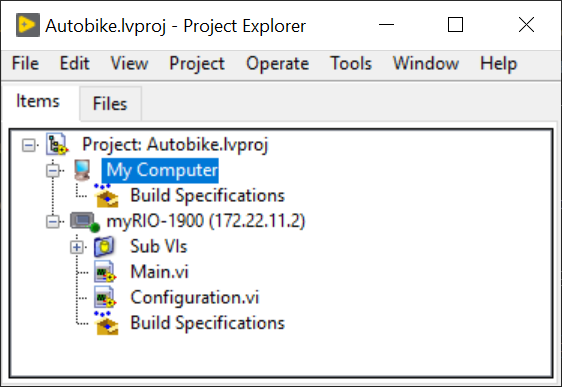 Autobike.lvproj - Project Explorer
File Edit View Project Operate Tools Window Help
Items Files
Project: Autobike.lvproj
My Computer
Build Specifications
myRIO-1900 (172.22.11.2)
Sub VIs
Main.vi
Configuration.vi
Build Specifications